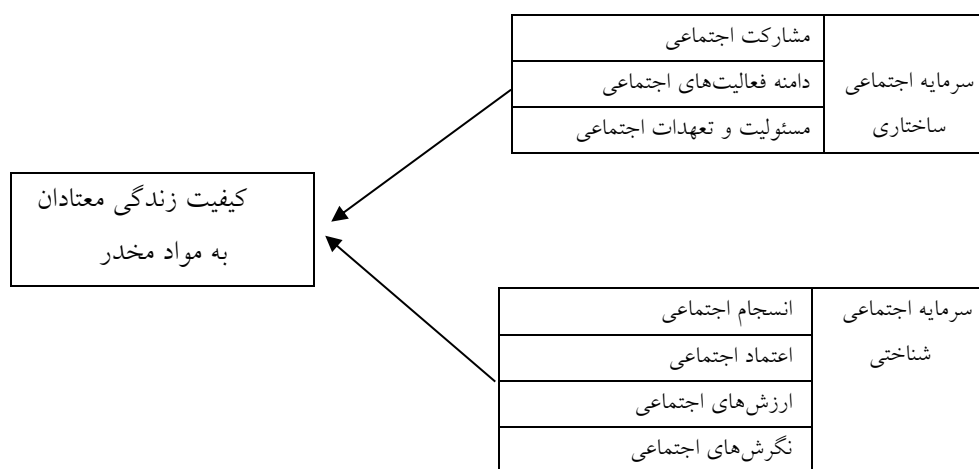 سرمایه اجتماعی
ساختاری
مشارکت اجتماعی
دامنه فعالیت‌های اجتماعی
مسئولیت و تعهدات اجتماعی
کیفیت زندگی معتادان
به مواد مخدر
سرمایه اجتماعی
شناختی
انسجام اجتماعی
اعتماد اجتماعی
ارزش‌های اجتماعی
نگرش‌های اجتماعی